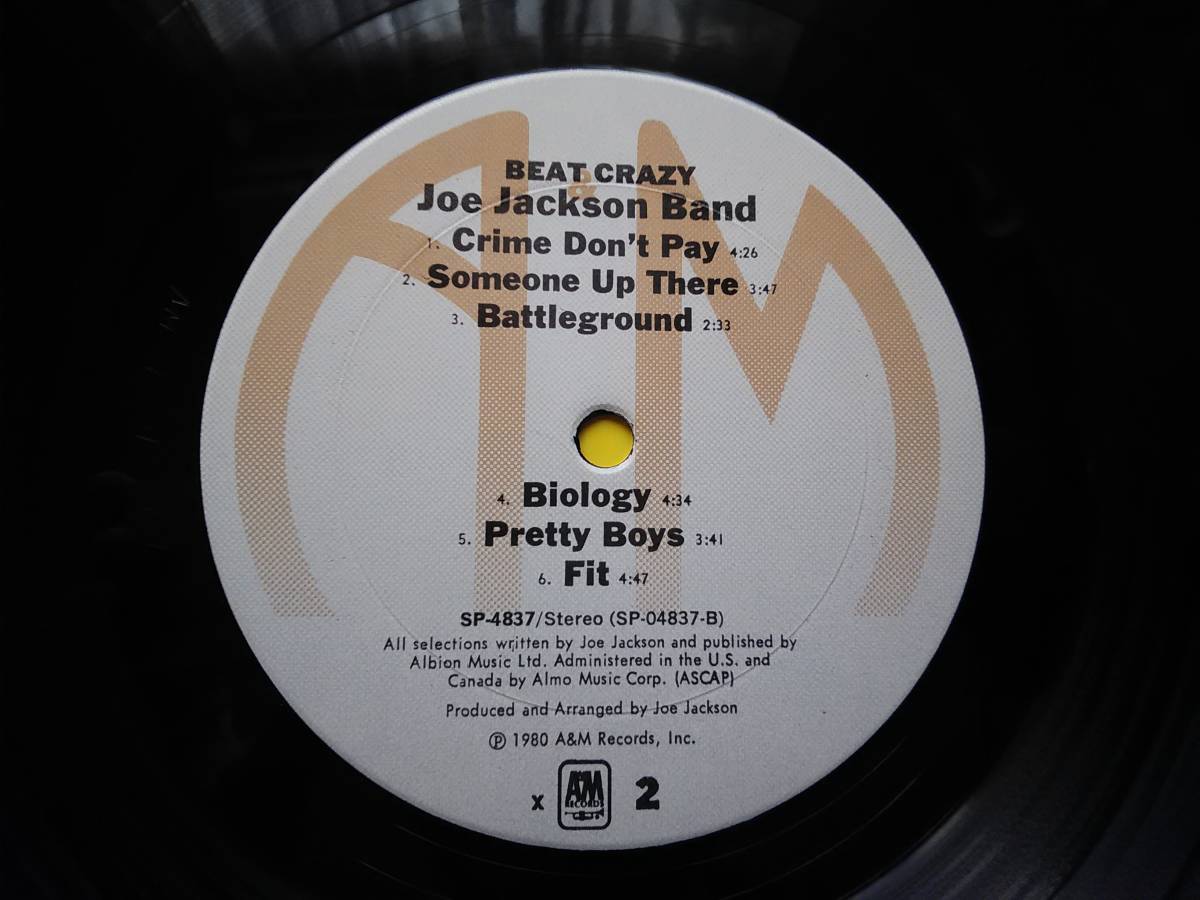 BEAT CRAZY
Joe Jackson Band
1. Crime Don't Pay 4:26
2. Someone Up There 3:47
3. Battleground 2:33
4. Biology 4:34
5. Pretty Boys 3:41
6. Fit 4:47
SP-4837/Stereo (SP-04837-B)
All selections written by Joe Jackson and published by
Albion Music Ltd. Administered in the U.S. and
Canada by Almo Music Corp. (ASCAP)
Produced and Arranged by Joe Jackson
℗ 1980 A&M Records, Inc.
x A&M RECORDS 2